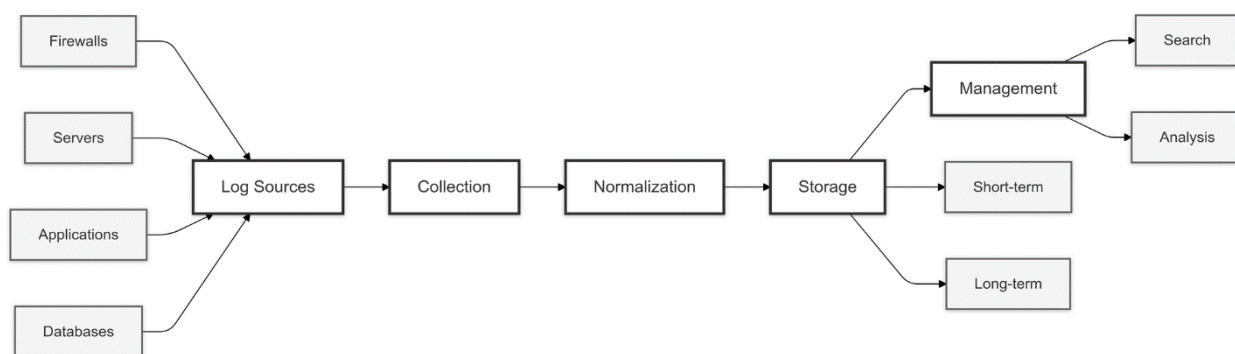 Firewalls
Servers
Applications
Databases
Log Sources
Collection
Normalization
Storage
Management
Short-term
Long-term
Search
Analysis